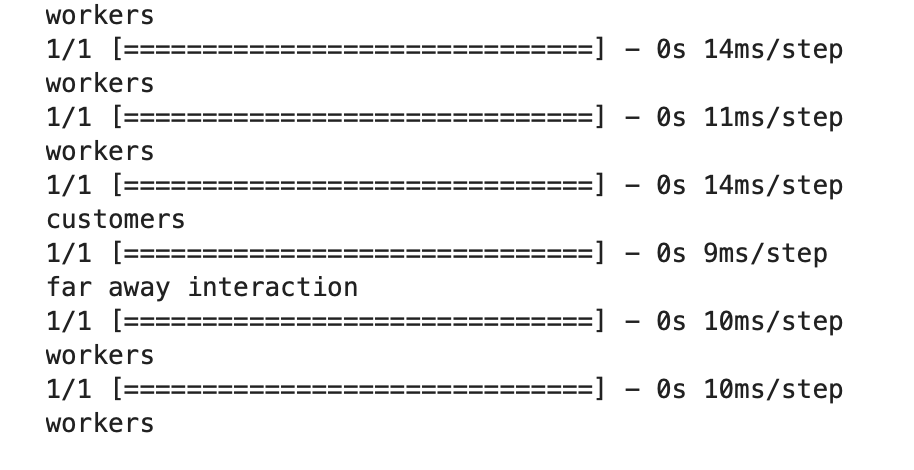 workers
1/1 [==============================] - 0s 14ms/step
workers
1/1 [==============================] - 0s 11ms/step
workers
1/1 [==============================] - 0s 14ms/step
customers
1/1 [==============================] - 0s 9ms/step
far away interaction
1/1 [==============================] - 0s 10ms/step
workers
1/1 [==============================] - 0s 10ms/step
workers